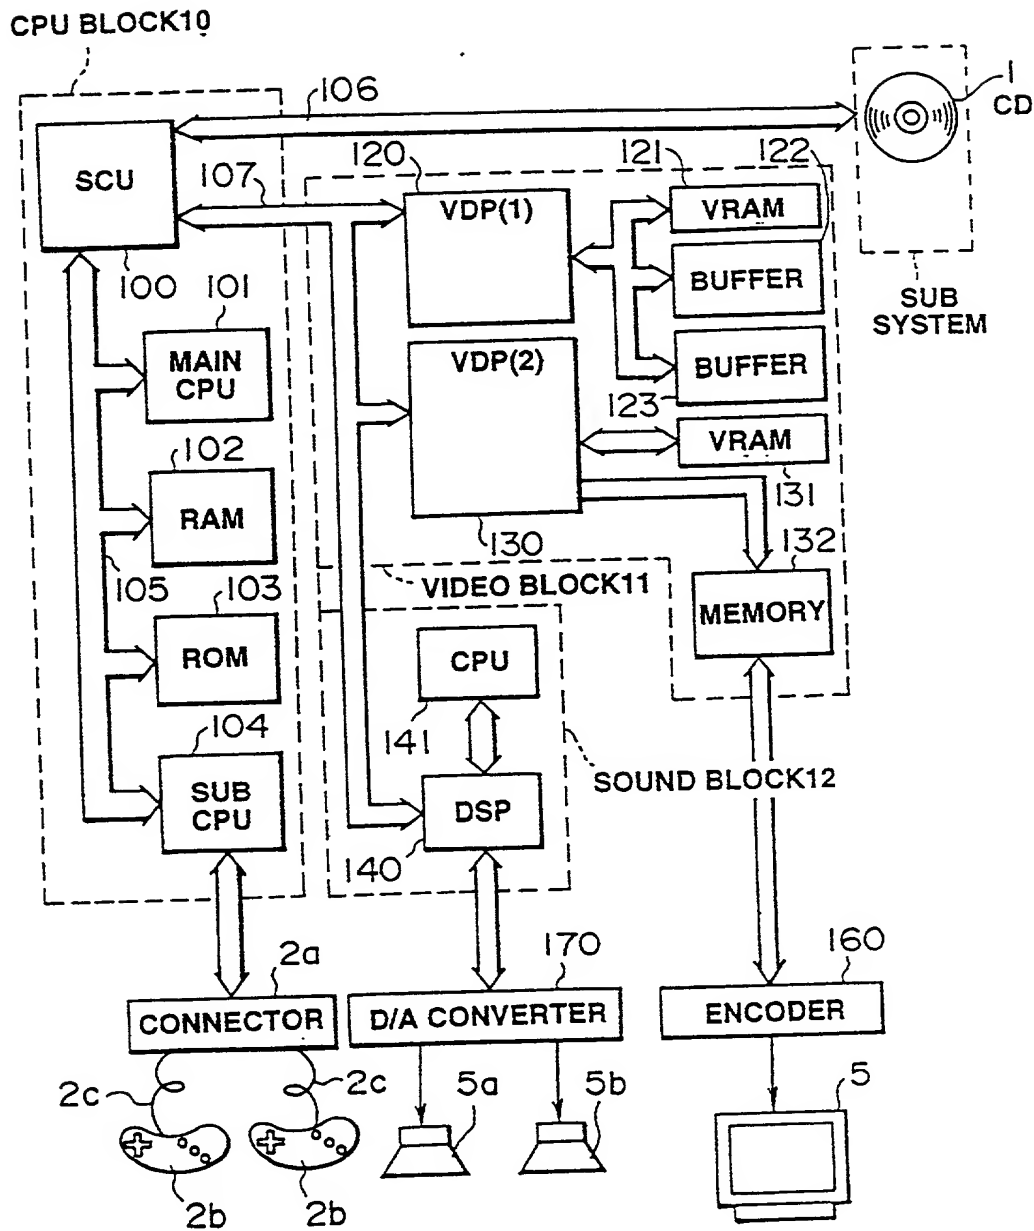 CPU BLOCK10
106
1
CD
SCU
107
120
121
122
VDP(1)
VRAM
100
101
BUFFER
SUB
SYSTEM
MAIN
CPU
VDP(2)
BUFFER
123
VRAM
102
131
RAM
130
132
105
103
VIDEO BLOCK11
MEMORY
ROM
CPU
104
141
SOUND BLOCK12
SUB
CPU
DSP
140
2a
170
160
CONNECTOR
D/A CONVERTER
ENCODER
2c
2c
5a
5b
5
2b
2b